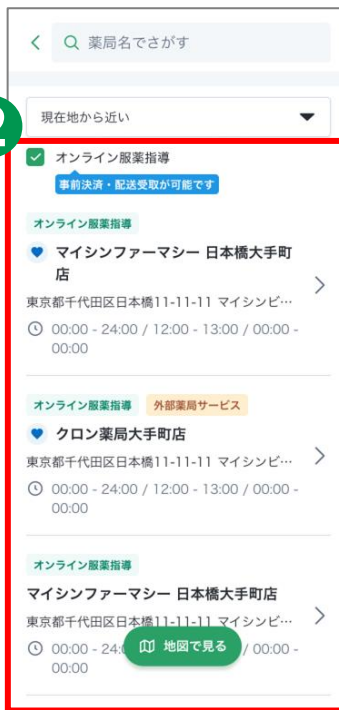 薬局名でさがす
現在地から近い
オンライン服薬指導
事前決済・配送受取が可能です
オンライン服薬指導
マイシンファーマシー 日本橋大手町
店
東京都千代田区日本橋11-11-11 マイシンビ…
00:00 - 24:00 / 12:00 - 13:00 / 00:00 -
00:00
オンライン服薬指導 外部薬局サービス
クロン薬局大手町店
東京都千代田区日本橋11-11-11 マイシンビ…
00:00 - 24:00 / 12:00 - 13:00 / 00:00 -
00:00
オンライン服薬指導
マイシンファーマシー 日本橋大手町店
東京都千代田区日本橋11-11-11 マイシンビ…
00:00 - 24: 地図で見る / 00:00 -
00:00